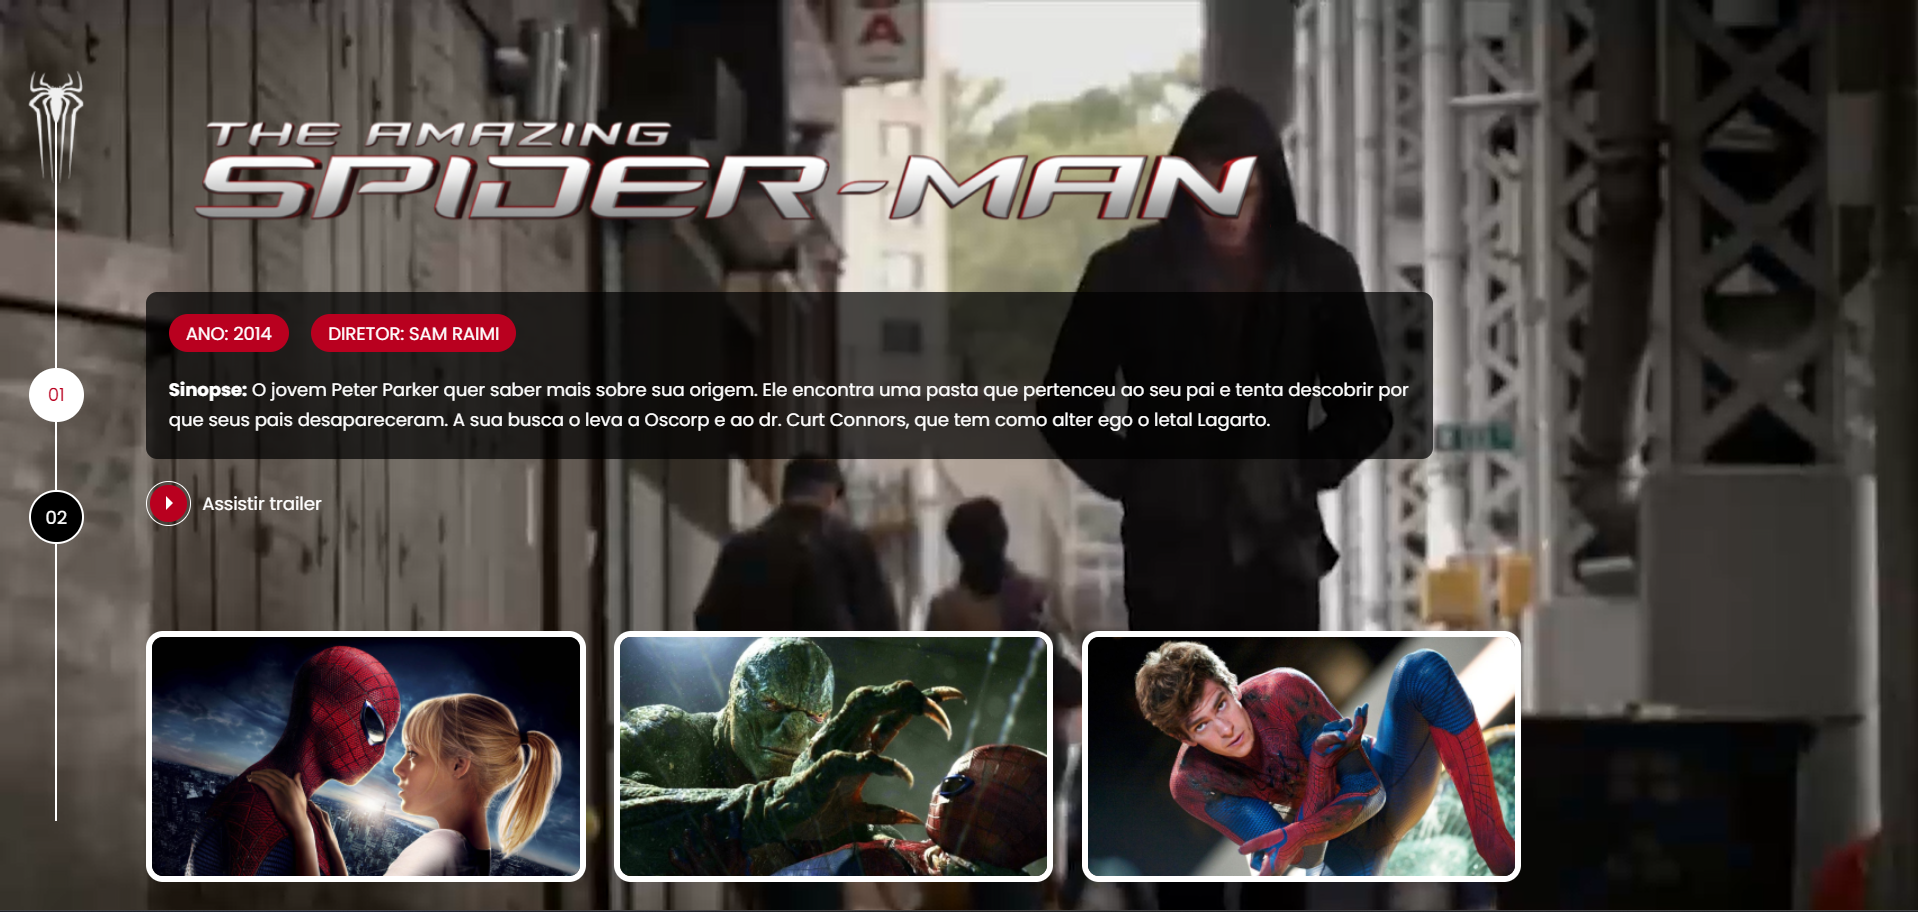 A
THE AMAZING
SPIDER-MAN
ANO: 2014
DIRETOR: SAM RAIMI
Sinopse: O jovem Peter Parker quer saber mais sobre sua origem. Ele encontra uma pasta que pertenceu ao seu pai e tenta descobrir por
que seus pais desapareceram. A sua busca o leva a Oscorp e ao dr. Curt Connors, que tem como alter ego o letal Lagarto.
01
02
Assistir trailer